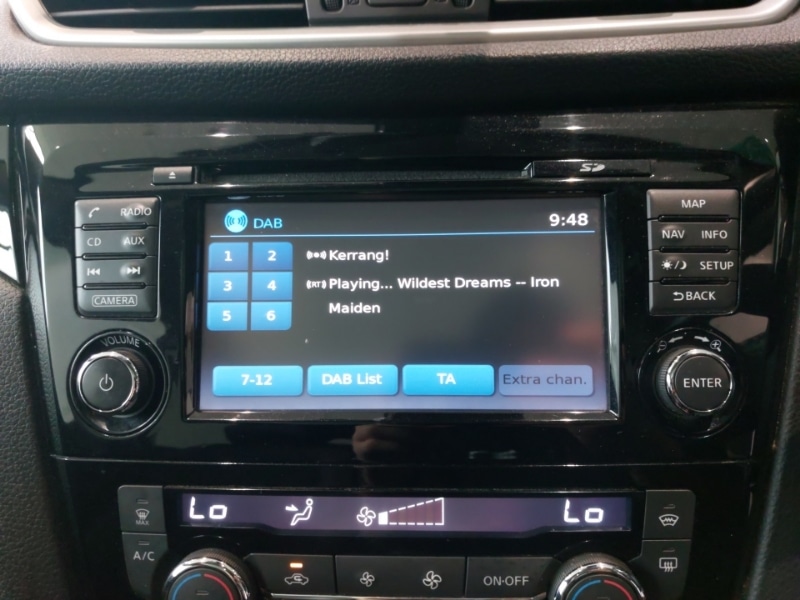 SD
RADIO
CD AUX
CAMERA
VOLUME
DAB 9:48
1 2
3 4
5 6
Kerrang!
RT Playing... Wildest Dreams -- Iron
Maiden
7-12 DAB List TA Extra chan.
MAP
NAV INFO
SETUP
BACK
ENTER
Lo Lo
MAX
A/C
ON·OFF